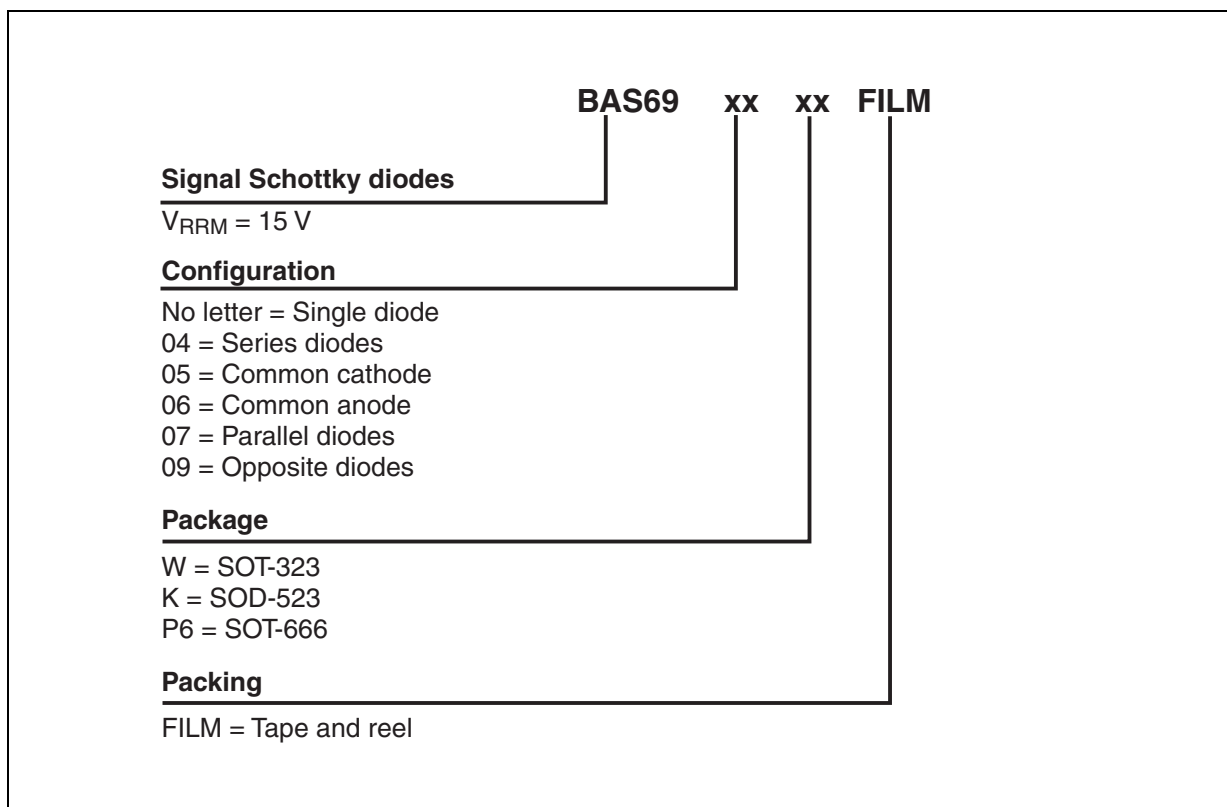 BAS69 xx xx FILM
Signal Schottky diodes
VRRM = 15 V
Configuration
No letter = Single diode
04 = Series diodes
05 = Common cathode
06 = Common anode
07 = Parallel diodes
09 = Opposite diodes
Package
W = SOT-323
K = SOD-523
P6 = SOT-666
Packing
FILM = Tape and reel